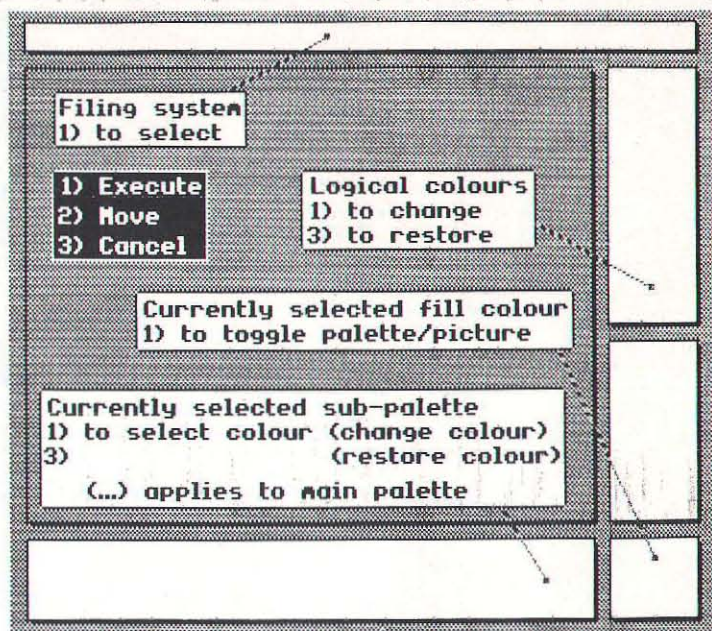 Filing system
1) to select
1) Execute
2) Move
3) Cancel
Logical colours
1) to change
3) to restore
Currently selected fill colour
1) to toggle palette/picture
Currently selected sub-palette
1) to select colour (change colour)
3) (restore colour)
(...) applies to main palette